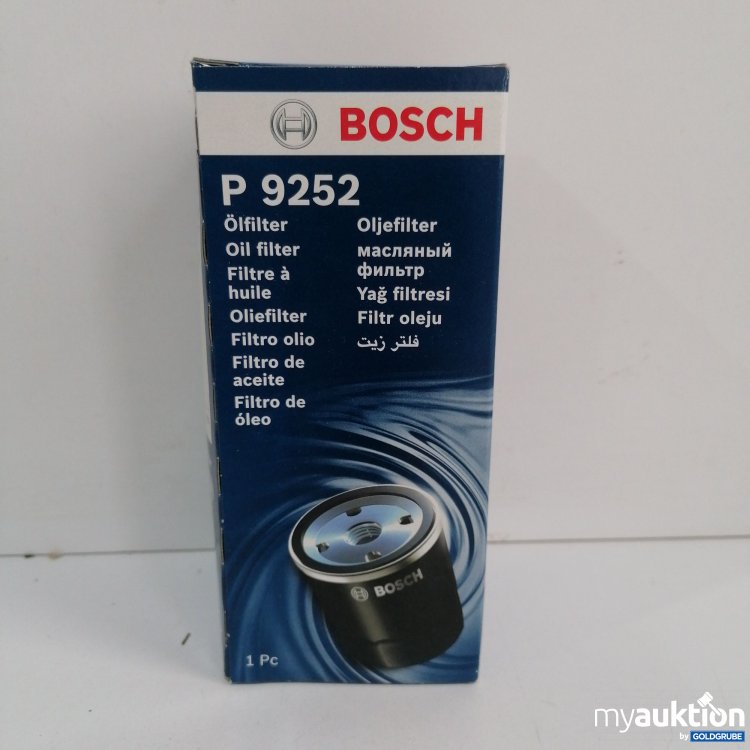 BOSCH
P 9252
Ölfilter
Oil filter
Filtre à
huile
Oliefilter
Filtro olio
Filtro de
aceite
Filtro de
óleo
Oljefilter
масляный
фильтр
Yağ filtresi
Filtr oleju
فلتر زيت
BOSCH
1 Pc
myauktion
by GOLDGRUBE